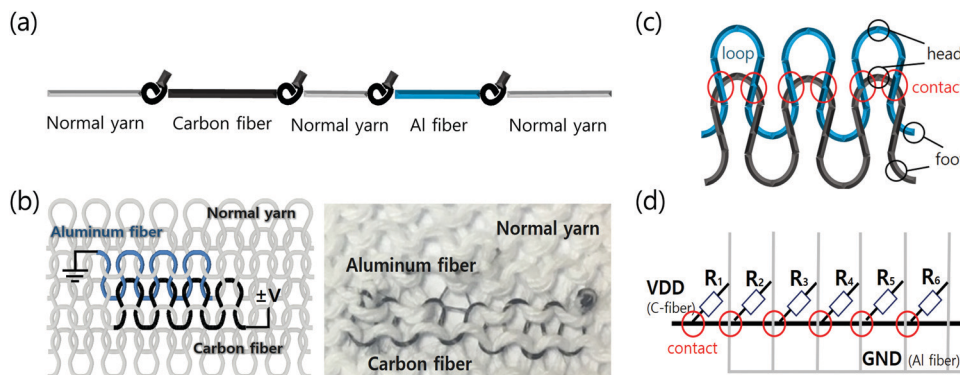 (a)
Normal yarn
Carbon fiber
Normal yarn
Al fiber
Normal yarn
(b)
Normal yarn
Aluminum fiber
±V
Carbon fiber
Normal yarn
Aluminum fiber
Carbon fiber
(c)
loop
head
contact
foot
(d)
R1 R2 R3 R4 R5 R6
VDD
(C-fiber)
contact
GND (Al fiber)